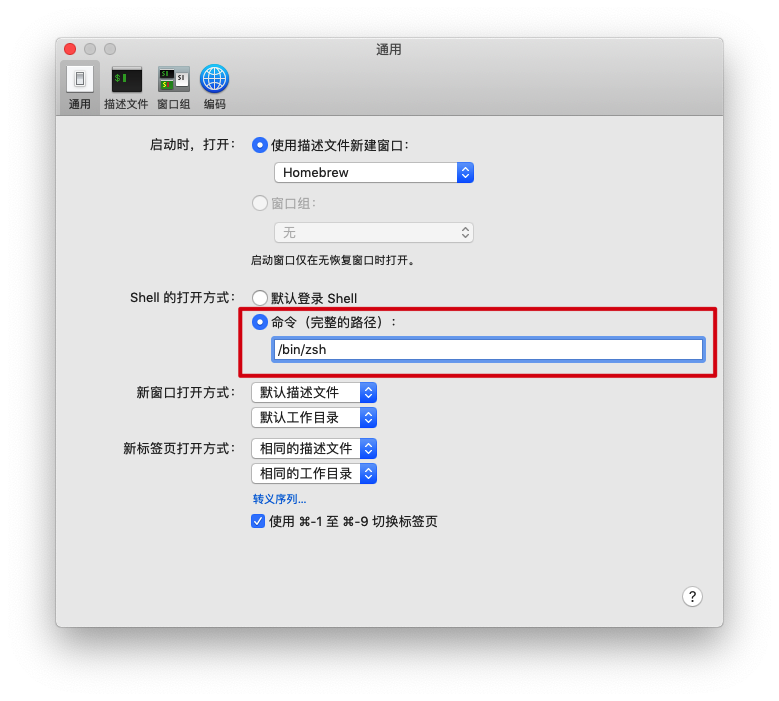 通用
通用 描述文件 窗口组 编码
启动时，打开： 使用描述文件新建窗口：
Homebrew
窗口组：
无
启动窗口仅在无恢复窗口时打开。
Shell 的打开方式： 默认登录 Shell
命令（完整的路径）：
/bin/zsh
新窗口打开方式： 默认描述文件
默认工作目录
新标签页打开方式： 相同的描述文件
相同的工作目录
转义序列...
使用 ⌘-1 至 ⌘-9 切换标签页
?